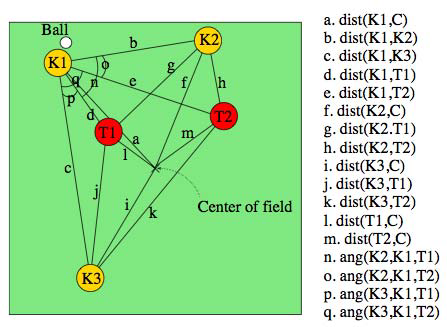 Ball
K1
K2
b
o
g
q
n
e
f
h
p
d
T1
T2
a
m
c
l
j
i
k
Center of field
K3
a. dist(K1,C)
b. dist(K1,K2)
c. dist(K1,K3)
d. dist(K1,T1)
e. dist(K1,T2)
f. dist(K2,C)
g. dist(K2,T1)
h. dist(K2,T2)
i. dist(K3,C)
j. dist(K3,T1)
k. dist(K3,T2)
l. dist(T1,C)
m. dist(T2,C)
n. ang(K2,K1,T1)
o. ang(K2,K1,T2)
p. ang(K3,K1,T1)
q. ang(K3,K1,T2)